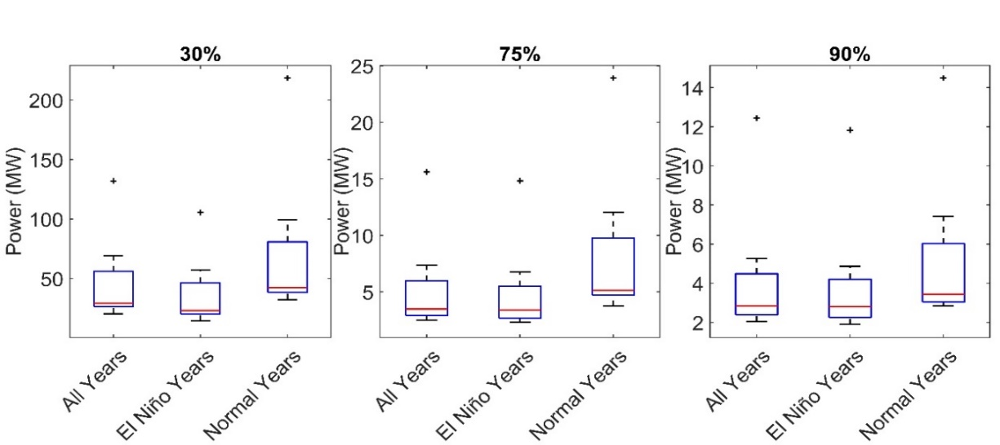 30%
Power (MW)
200
150
100
50
All Years
El Niño Years
Normal Years
75%
Power (MW)
25
20
15
10
5
All Years
El Niño Years
Normal Years
90%
Power (MW)
14
12
10
8
6
4
2
All Years
El Niño Years
Normal Years